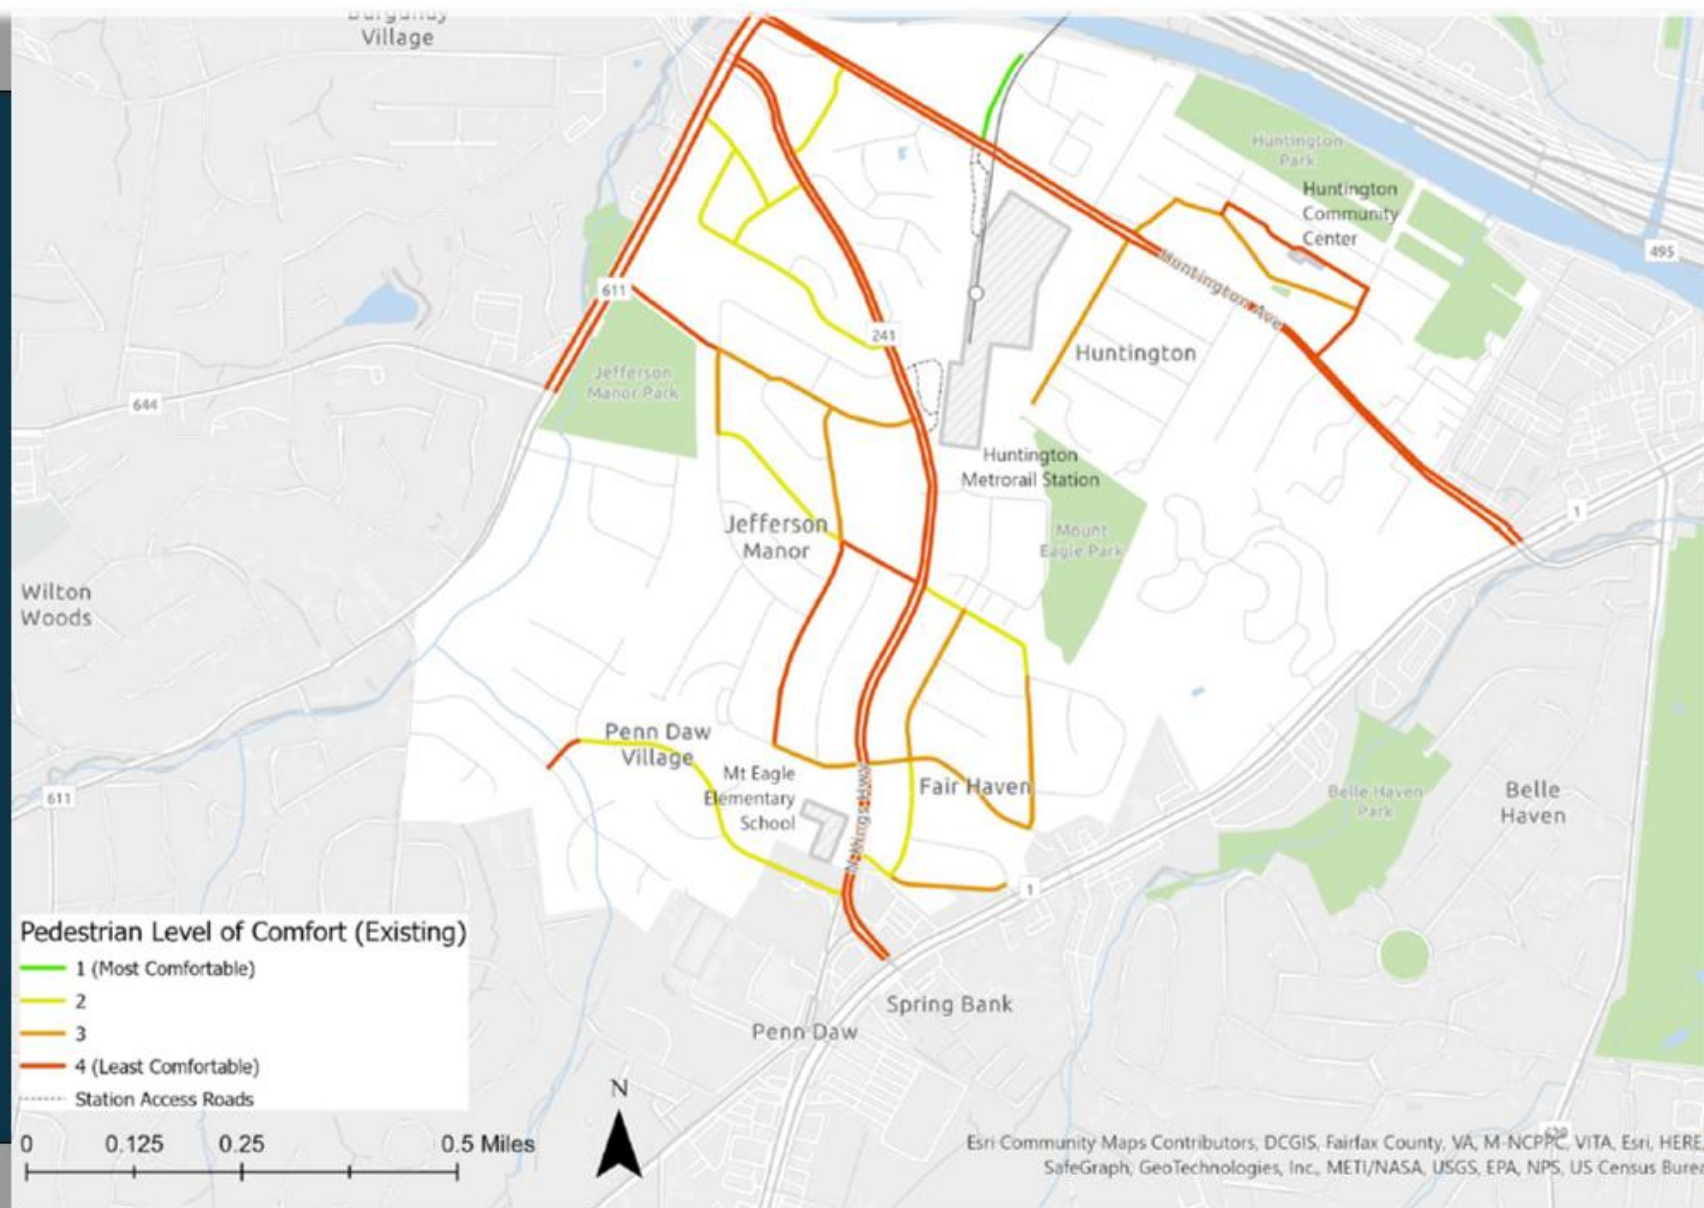 Burgundy
Village
Huntington
Park
Huntington
Community
Center
495
611
Huntington Ave
241
Huntington
Jefferson
Manor Park
644
Huntington
Metrorail Station
1
Jefferson
Manor
Mount
Eagle Park
Wilton
Woods
Penn Daw
Village
Mt Eagle
Elementary
School
Fair Haven
N Kings Hwy
Belle Haven
Park
Belle
Haven
611
1
Pedestrian Level of Comfort (Existing)
1 (Most Comfortable)
2
3
4 (Least Comfortable)
Station Access Roads
Spring Bank
Penn Daw
N
0 0.125 0.25 0.5 Miles
629
Esri Community Maps Contributors, DCGIS, Fairfax County, VA, M-NCPPC, VITA, Esri, HERE,
SafeGraph, GeoTechnologies, Inc., METI/NASA, USGS, EPA, NPS, US Census